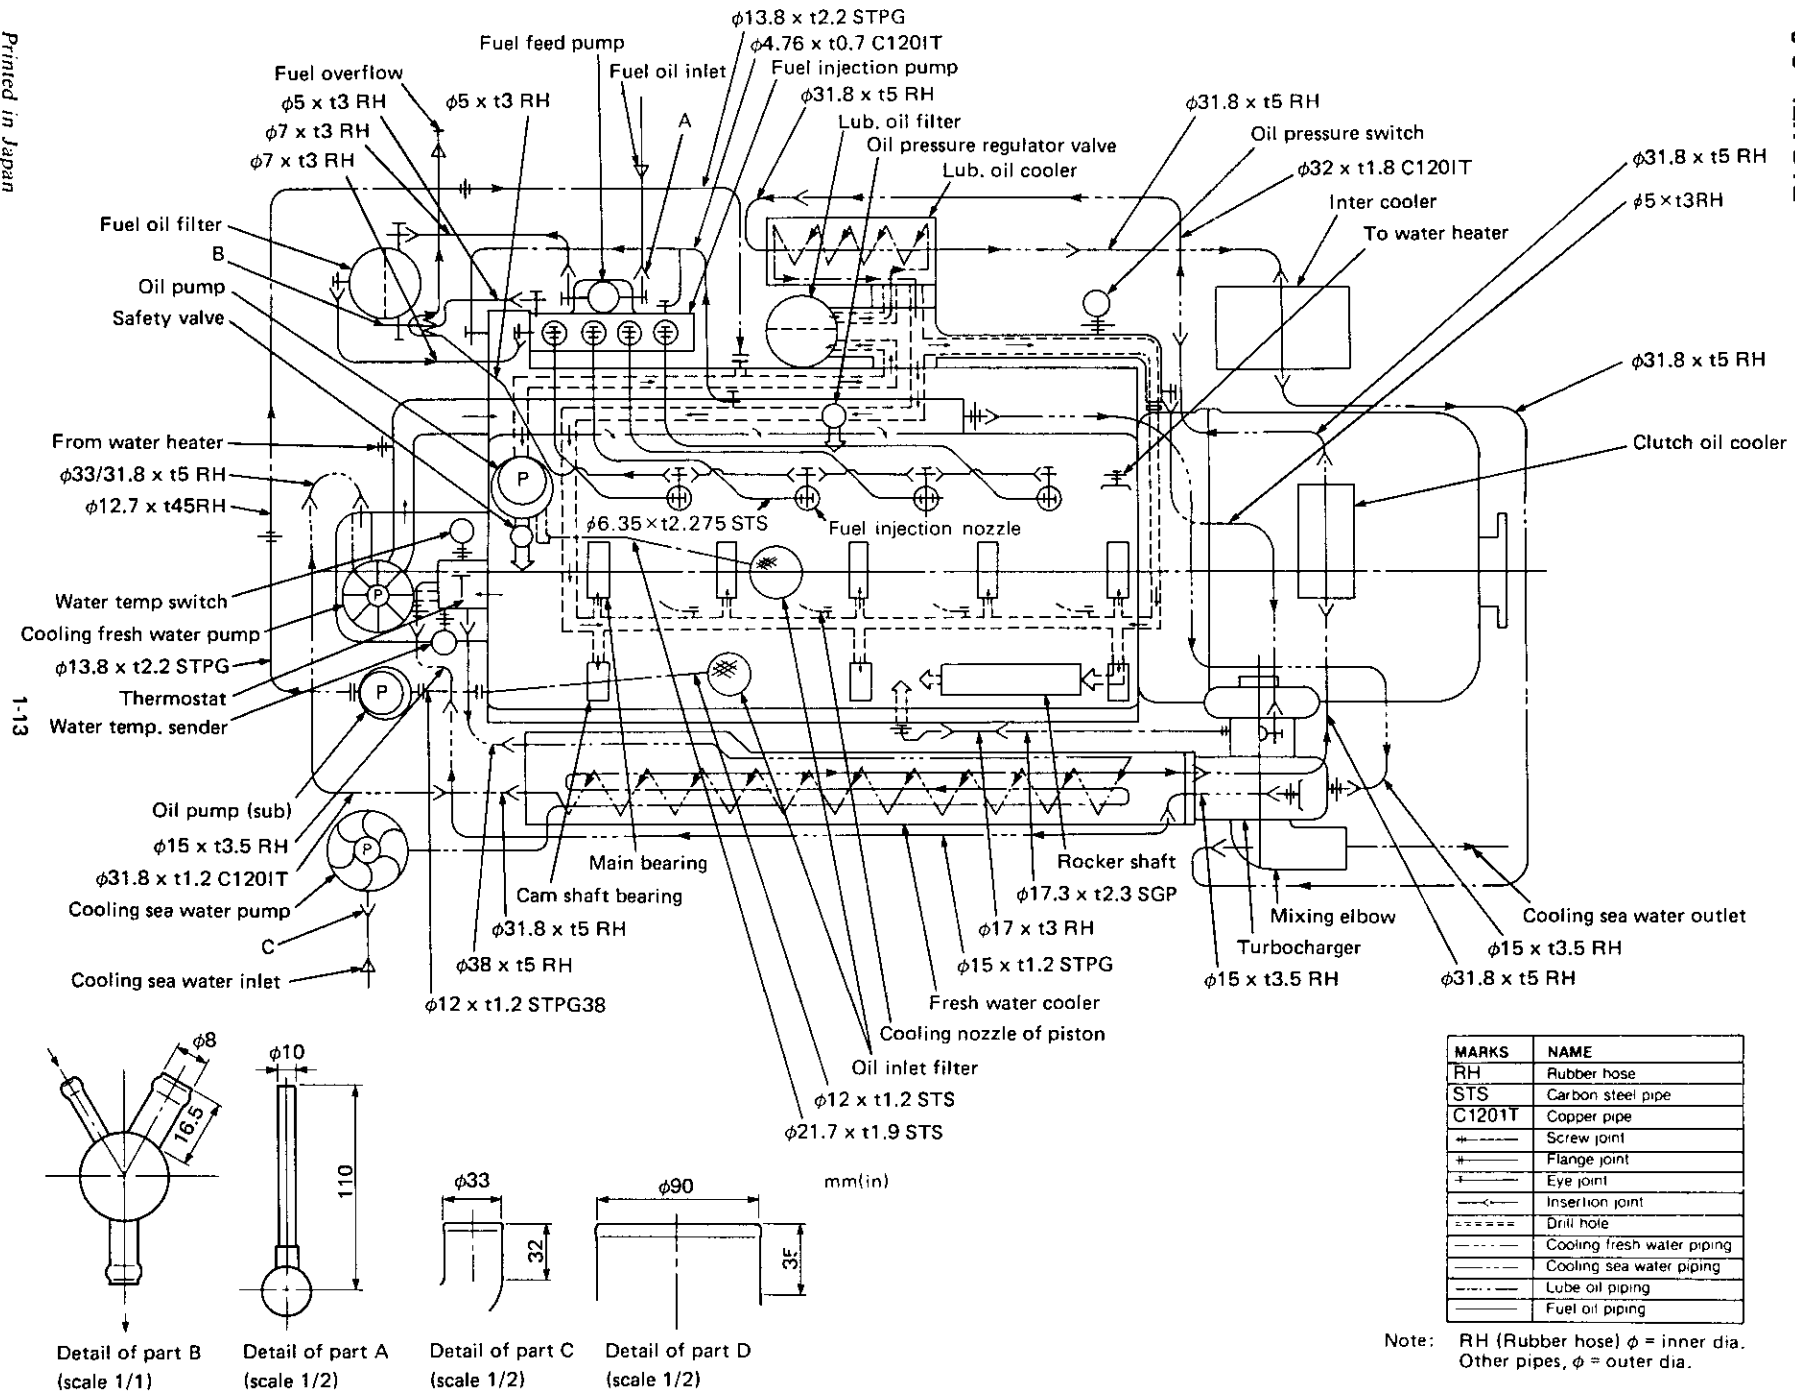 Printed in Japan
1-13
φ13.8 x t2.2 STPG
φ4.76 x t0.7 C120IT
Fuel feed pump
Fuel oil inlet
Fuel injection pump
Fuel overflow
φ5 x t3 RH
φ5 x t3 RH
φ31.8 x t5 RH
φ31.8 x t5 RH
A
Lub. oil filter
Oil pressure switch
φ7 x t3 RH
Oil pressure regulator valve
φ7 x t3 RH
Lub. oil cooler
φ32 x t1.8 C120IT
φ31.8 x t5 RH
Inter cooler
φ5×t3RH
Fuel oil filter
To water heater
B
Oil pump
Safety valve
φ31.8 x t5 RH
From water heater
Clutch oil cooler
φ33/31.8 x t5 RH
P
φ12.7 x t45RH
φ6.35×t2.275 STS
Fuel injection nozzle
Water temp switch
P
Cooling fresh water pump
φ13.8 x t2.2 STPG
Thermostat
P
Water temp. sender
Oil pump (sub)
φ15 x t3.5 RH
P
φ31.8 x t1.2 C120IT
Main bearing
Rocker shaft
Cam shaft bearing
φ17.3 x t2.3 SGP
Cooling sea water pump
Mixing elbow
Cooling sea water outlet
φ31.8 x t5 RH
φ17 x t3 RH
C
Turbocharger
φ15 x t3.5 RH
φ38 x t5 RH
φ15 x t1.2 STPG
φ15 x t3.5 RH
φ31.8 x t5 RH
Cooling sea water inlet
φ12 x t1.2 STPG38
Fresh water cooler
Cooling nozzle of piston
Oil inlet filter
φ12 x t1.2 STS
φ21.7 x t1.9 STS
mm(in)
φ8
16.5
φ10
110
φ33
32
φ90
35
Detail of part B
(scale 1/1)
Detail of part A
(scale 1/2)
Detail of part C
(scale 1/2)
Detail of part D
(scale 1/2)
MARKS NAME
RH Rubber hose
STS Carbon steel pipe
C1201T Copper pipe
Screw joint
Flange joint
Eye joint
Insertion joint
Drill hole
Cooling fresh water piping
Cooling sea water piping
Lube oil piping
Fuel oil piping
Note: RH (Rubber hose) φ = inner dia.
Other pipes, φ = outer dia.